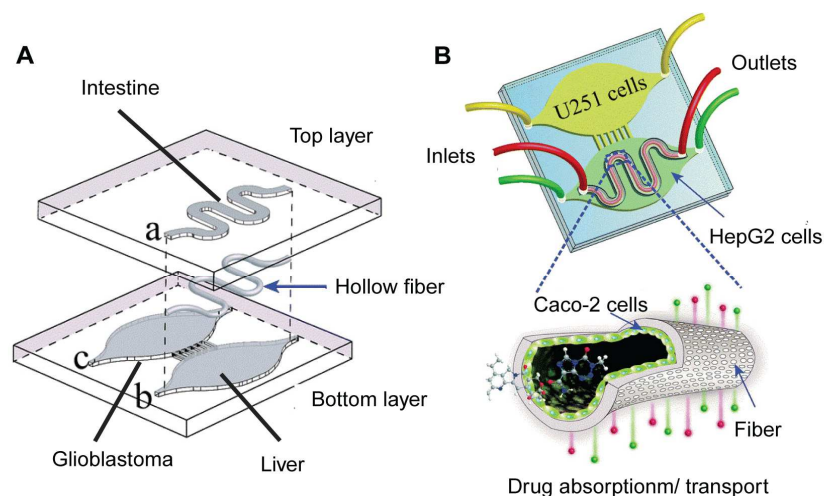 A
Intestine
Top layer
a
Hollow fiber
c
b
Bottom layer
Glioblastoma
Liver
B
Outlets
U251 cells
Inlets
HepG2 cells
Caco-2 cells
Fiber
Drug absorptionm/ transport